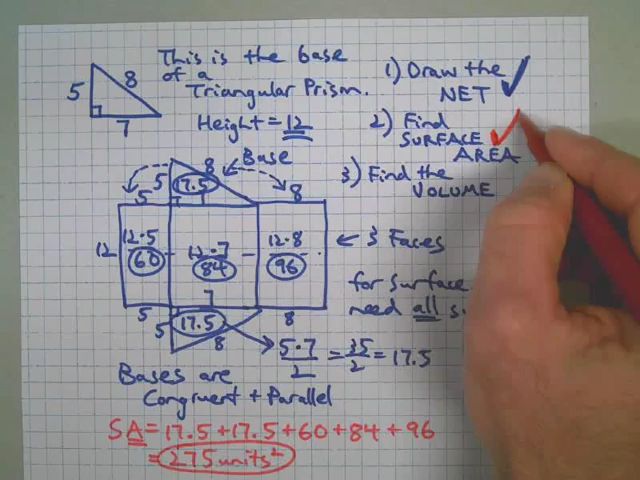 This is the base
of a
Triangular Prism.
Height = 12
5
8
7
1) Draw the
NET
2) Find
SURFACE
AREA
3) Find the
VOLUME
Base
8
5
17.5
5
7
8
12
12·5
60
12·7
84
12·8
96
← 3 Faces
7
5
5
17.5
8
8
for surface
need all s
5·7/2 = 35/2 = 17.5
Bases are
Congruent + Parallel
SA = 17.5 + 17.5 + 60 + 84 + 96
= 275 units²